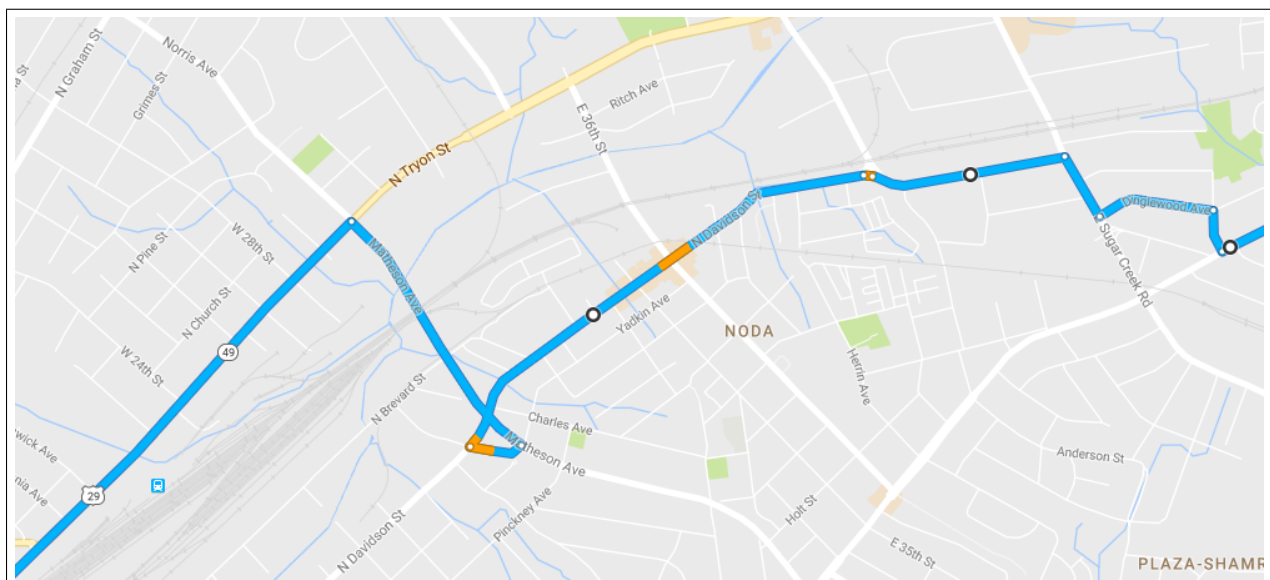 N Graham St
Norris Ave
Grimes St
Ritch Ave
E 36th St
N Tryon St
N Davidson St
Matheson Ave
W 28th St
N Pine St
N Church St
W 24th St
49
29
N Brevard St
Yadkin Ave
NODA
Herrin Ave
Sugar Creek Rd
Charles Ave
Matheson Ave
Pinckney Ave
N Davidson St
Holt St
E 35th St
Anderson St
PLAZA-SHAMR